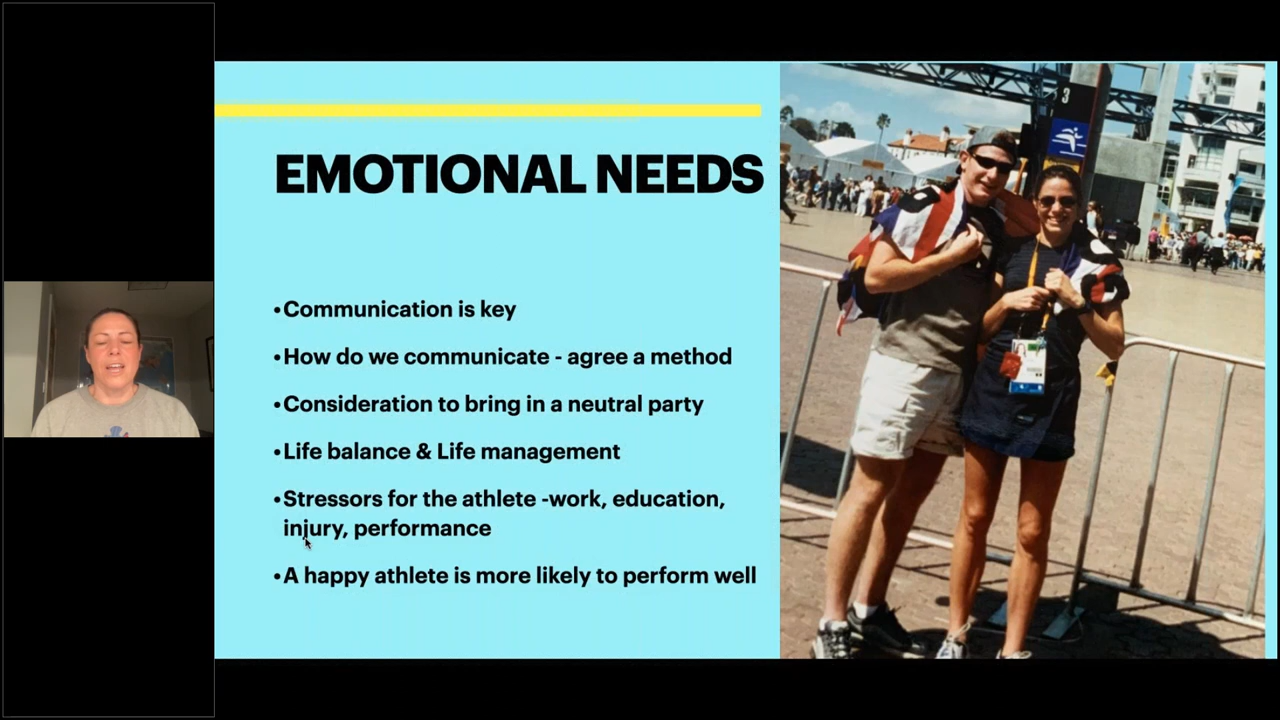 EMOTIONAL NEEDS
•Communication is key
•How do we communicate - agree a method
•Consideration to bring in a neutral party
•Life balance & Life management
•Stressors for the athlete -work, education,
injury, performance
•A happy athlete is more likely to perform well
3